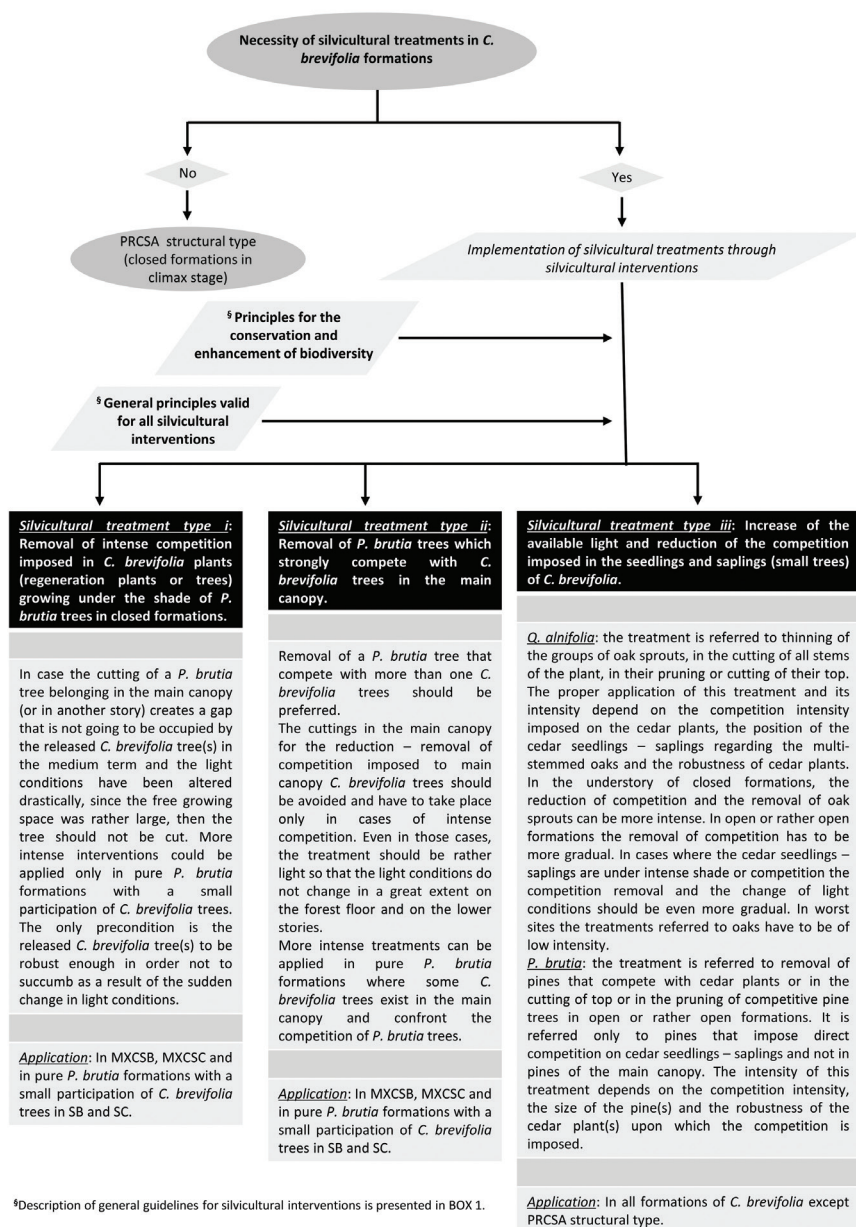 Necessity of silvicultural treatments in C.
brevifolia formations
No
Yes
PRCSA structural type
(closed formations in
climax stage)
Implementation of silvicultural treatments through
silvicultural interventions
§ Principles for the
conservation and
enhancement of biodiversity
§ General principles valid
for all silvicultural
interventions
Silvicultural treatment type i:
Removal of intense competition
imposed in C. brevifolia plants
(regeneration plants or trees)
growing under the shade of P.
brutia trees in closed formations.
In case the cutting of a P. brutia
tree belonging in the main canopy
(or in another story) creates a gap
that is not going to be occupied by
the released C. brevifolia tree(s) in
the medium term and the light
conditions have been altered
drastically, since the free growing
space was rather large, then the
tree should not be cut. More
intense interventions could be
applied only in pure P. brutia
formations with a small
participation of C. brevifolia trees.
The only precondition is the
released C. brevifolia tree(s) to be
robust enough in order not to
succumb as a result of the sudden
change in light conditions.
Application: In MXCSB, MXCSC and
in pure P. brutia formations with a
small participation of C. brevifolia
trees in SB and SC.
Silvicultural treatment type ii:
Removal of P. brutia trees which
strongly compete with C.
brevifolia trees in the main
canopy.
Removal of a P. brutia tree that
compete with more than one C.
brevifolia trees should be
preferred.
The cuttings in the main canopy
for the reduction – removal of
competition imposed to main
canopy C. brevifolia trees should
be avoided and have to take place
only in cases of intense
competition. Even in those cases,
the treatment should be rather
light so that the light conditions do
not change in a great extent on
the forest floor and on the lower
stories.
More intense treatments can be
applied in pure P. brutia
formations where some C.
brevifolia trees exist in the main
canopy and confront the
competition of P. brutia trees.
Application: In MXCSB, MXCSC and
in pure P. brutia formations with a
small participation of C. brevifolia
trees in SB and SC.
Silvicultural treatment type iii: Increase of the
available light and reduction of the competition
imposed in the seedlings and saplings (small trees)
of C. brevifolia.
Q. alnifolia: the treatment is referred to thinning of
the groups of oak sprouts, in the cutting of all stems
of the plant, in their pruning or cutting of their top.
The proper application of this treatment and its
intensity depend on the competition intensity
imposed on the cedar plants, the position of the
cedar seedlings – saplings regarding the multi-
stemmed oaks and the robustness of cedar plants.
In the understory of closed formations, the
reduction of competition and the removal of oak
sprouts can be more intense. In open or rather open
formations the removal of competition has to be
more gradual. In cases where the cedar seedlings –
saplings are under intense shade or competition the
competition removal and the change of light
conditions should be even more gradual. In worst
sites the treatments referred to oaks have to be of
low intensity.
P. brutia: the treatment is referred to removal of
pines that compete with cedar plants or in the
cutting of top or in the pruning of competitive pine
trees in open or rather open formations. It is
referred only to pines that impose direct
competition on cedar seedlings – saplings and not in
pines of the main canopy. The intensity of this
treatment depends on the competition intensity,
the size of the pine(s) and the robustness of the
cedar plant(s) upon which the competition is
imposed.
Application: In all formations of C. brevifolia except
PRCSA structural type.
§Description of general guidelines for silvicultural interventions is presented in BOX 1.